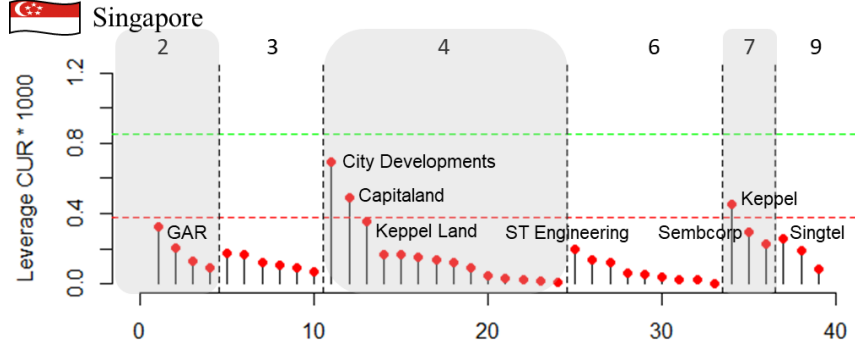 Singapore
2 3 4 6 7 9
Leverage CUR * 1000
1.2
0.8
0.4
0.0
City Developments
Capitaland
Keppel
GAR
Keppel Land
ST Engineering
Sembcorp
Singtel
0 10 20 30 40